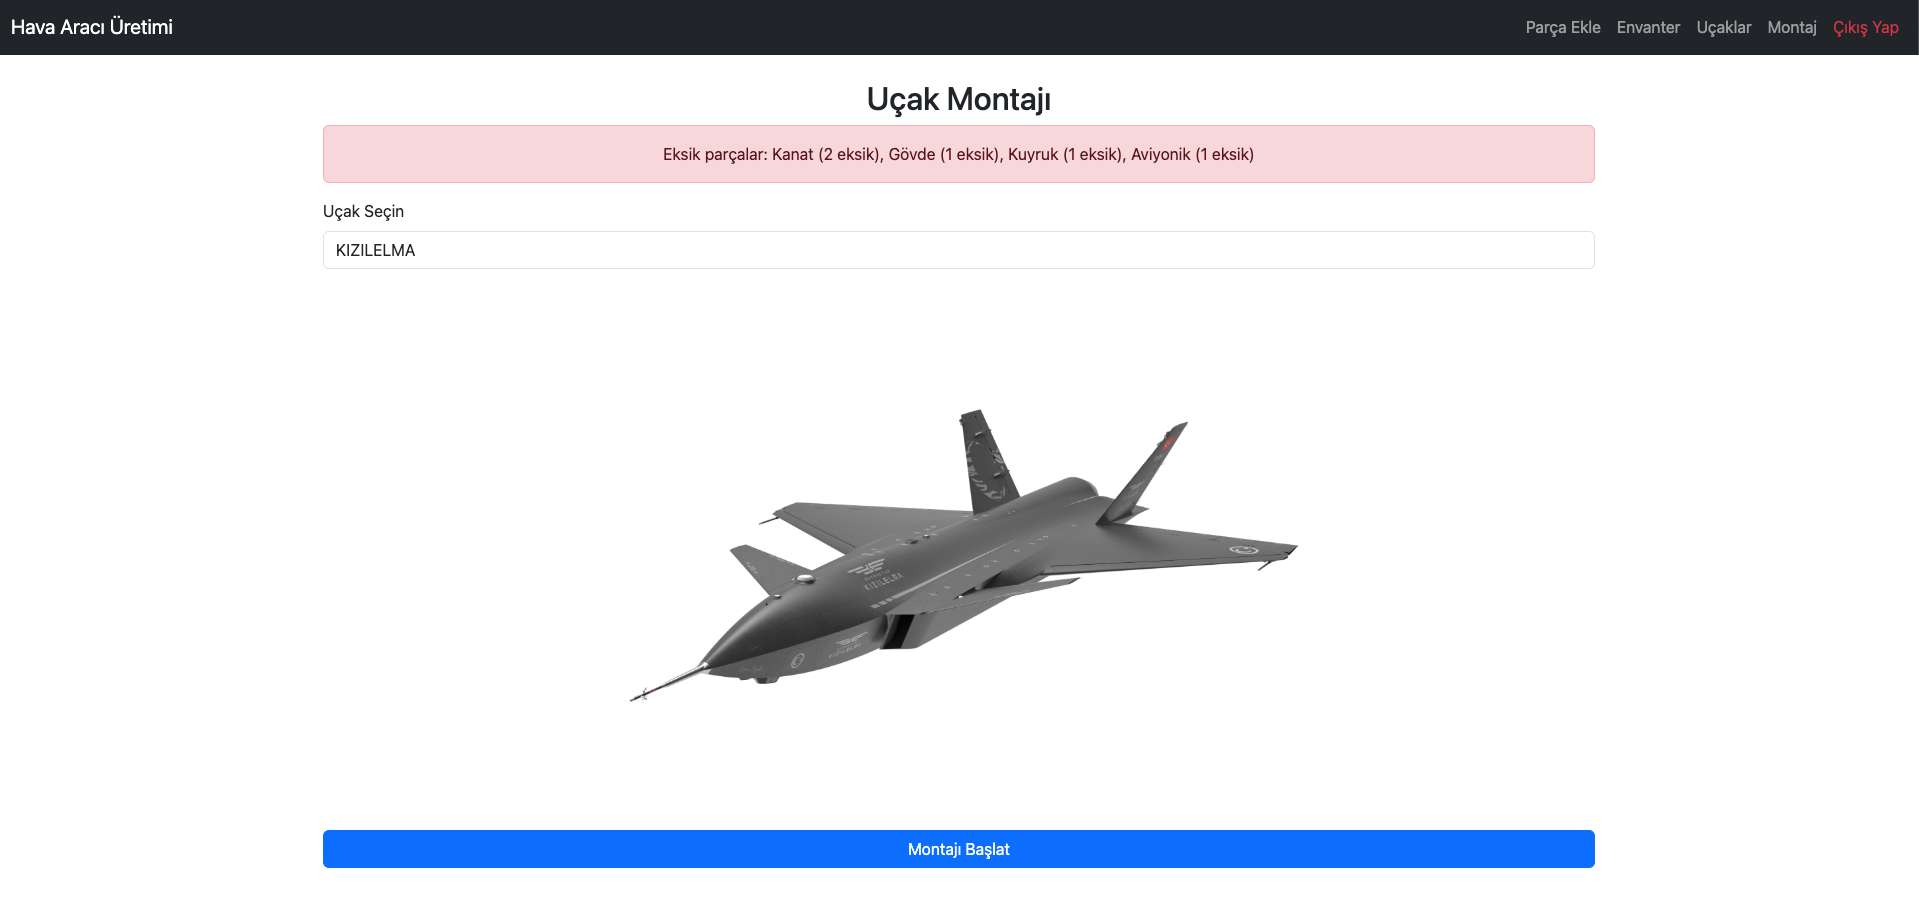 Hava Aracı Üretimi
Parça Ekle Envanter Uçaklar Montaj Çıkış Yap
Uçak Montajı
Eksik parçalar: Kanat (2 eksik), Gövde (1 eksik), Kuyruk (1 eksik), Aviyonik (1 eksik)
Uçak Seçin
KIZILELMA
KIZILELMA
KIZILELMA
Montajı Başlat